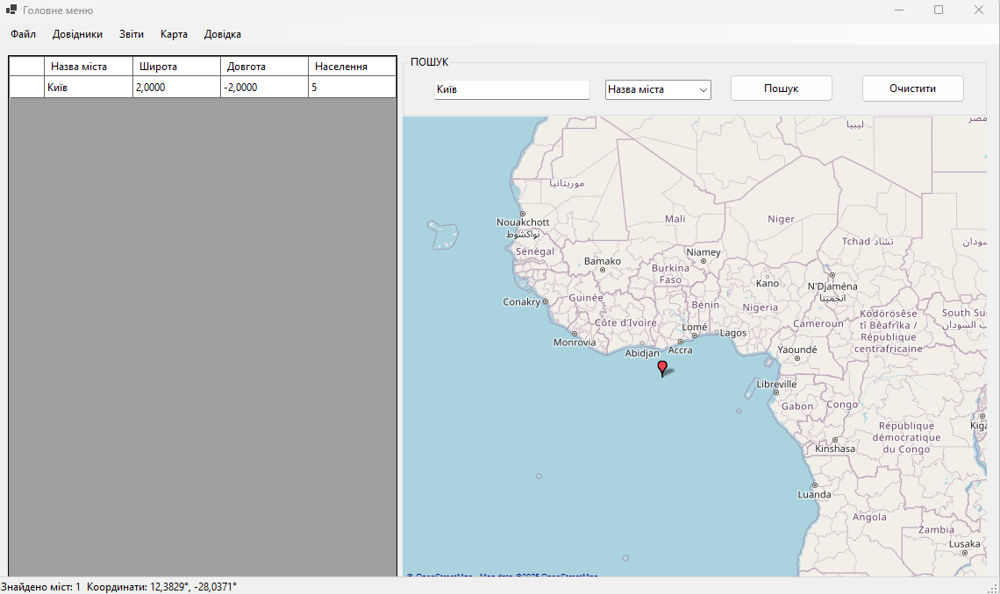 Головне меню
Файл Довідники Звіти Карта Довідка
Назва міста Широта Довгота Населення
Київ 2,0000 -2,0000 5
ПОШУК
Київ Назва міста Пошук Очистити
ليبيا
مصر
موريتانيا
Nouakchott
نواكشوط
Mali
Niger
Tchad تشاد
السودان
Sénégal
Bamako
Niamey
Burkina
Faso
Kano
N'Djaména
انجمينا
Conakry
Guinée
Bénin
Nigeria
Côte d'Ivoire
Lomé
Lagos
Cameroun
Ködörösêse
tî Bêafrîka /
République
centrafricaine
South Su
ب السودان
Monrovia
Abidjan
Accra
Yaoundé
Libreville
Gabon
Congo
République
démocratique
du Congo
Kiga
Kinshasa
Luanda
Angola
Zambia
Lusaka
© OpenStreetMap - Map data ©2025 OpenStreetMap
Знайдено міст: 1 Координати: 12,3829°, -28,0371°